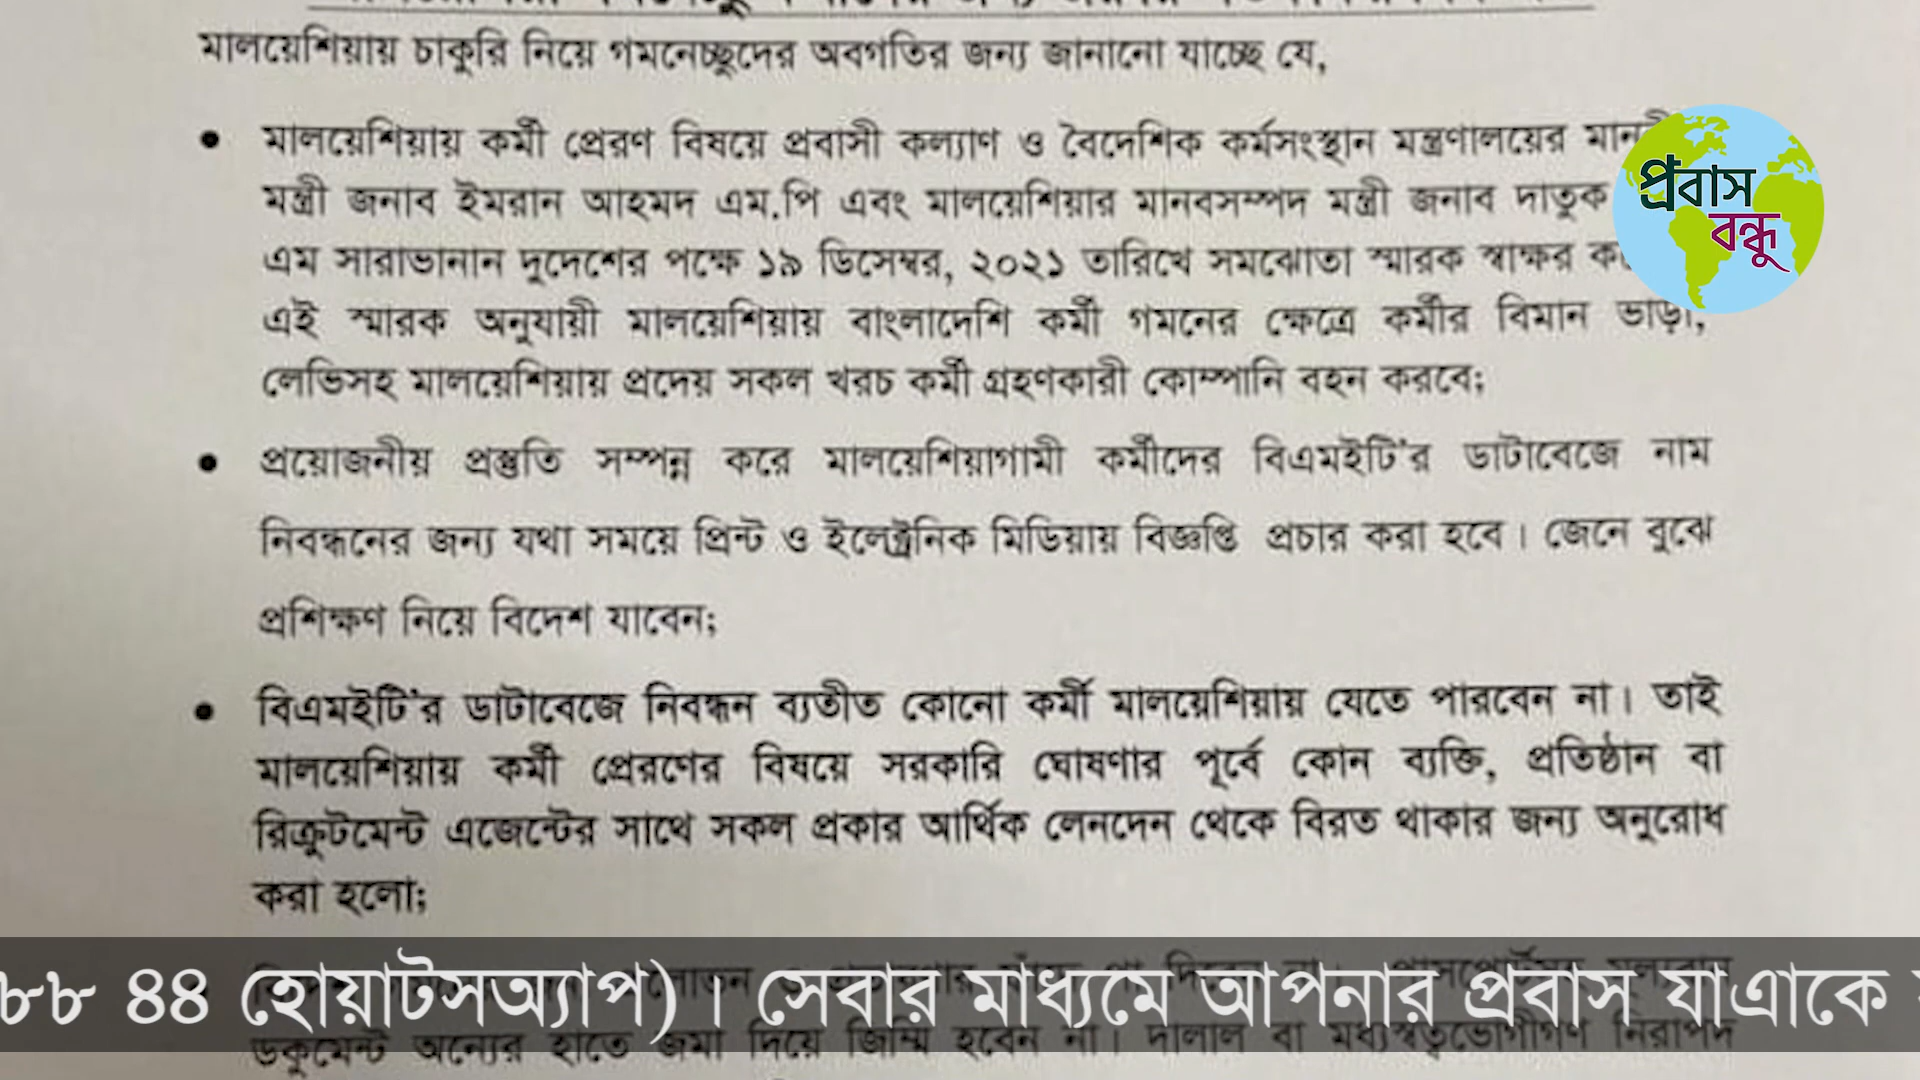 মালয়েশিয়ায় চাকুরি নিয়ে গমনেচ্ছুদের অবগতির জন্য জানানো যাচ্ছে যে,
• মালয়েশিয়ায় কর্মী প্রেরণ বিষয়ে প্রবাসী কল্যাণ ও বৈদেশিক কর্মসংস্থান মন্ত্রণালয়ের
মন্ত্রী জনাব ইমরান আহমদ এম.পি এবং মালয়েশিয়ার মানবসম্পদ মন্ত্রী জনাব দাতুক
এম সারাভানান দুদেশের পক্ষে ১৯ ডিসেম্বর, ২০২১ তারিখে সমঝোতা স্মারক স্বাক্ষর
এই স্মারক অনুযায়ী মালয়েশিয়ায় বাংলাদেশি কর্মী গমনের ক্ষেত্রে কর্মীর বিমান ভাড়া,
লেভিসহ মালয়েশিয়ায় প্রদেয় সকল খরচ কর্মী গ্রহণকারী কোম্পানি বহন করবে;
• প্রয়োজনীয় প্রস্তুতি সম্পন্ন করে মালয়েশিয়াগামী কর্মীদের বিএমইটি'র ডাটাবেজে নাম
নিবন্ধনের জন্য যথা সময়ে প্রিন্ট ও ইলেক্ট্রনিক মিডিয়ায় বিজ্ঞপ্তি প্রচার করা হবে। জেনে বুঝে
প্রশিক্ষণ নিয়ে বিদেশ যাবেন;
• বিএমইটি'র ডাটাবেজে নিবন্ধন ব্যতীত কোনো কর্মী মালয়েশিয়ায় যেতে পারবেন না। তাই
মালয়েশিয়ায় কর্মী প্রেরণের বিষয়ে সরকারি ঘোষণার পূর্বে কোন ব্যক্তি, প্রতিষ্ঠান বা
রিক্রুটমেন্ট এজেন্টের সাথে সকল প্রকার আর্থিক লেনদেন থেকে বিরত থাকার জন্য অনুরোধ
করা হলো;
ডকুমেন্ট অন্যের হাতে জমা দিয়ে জিম্মি হবেন না। দালাল বা মধ্যস্বত্বভোগীগণ নিরাপদ
প্রবাস
বন্ধু
৮৮ ৪৪ হোয়াটসঅ্যাপ)। সেবার মাধ্যমে আপনার প্রবাস যাএাকে